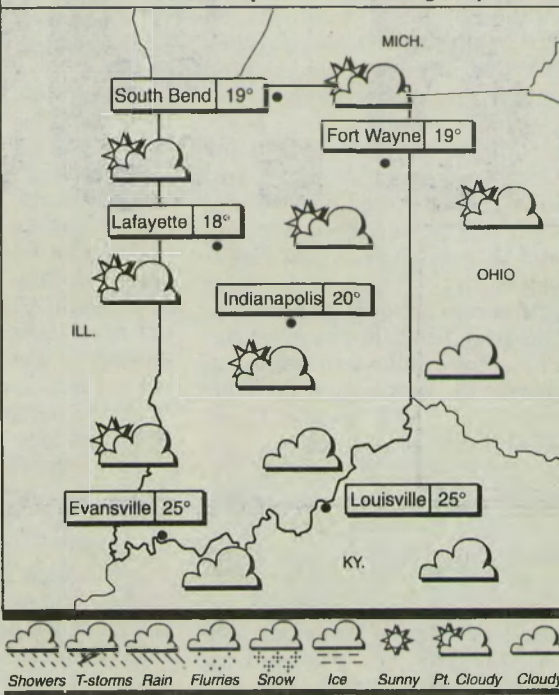 MICH.
South Bend 19°
Fort Wayne 19°
Lafayette 18°
OHIO
Indianapolis 20°
ILL.
Evansville 25°
Louisville 25°
KY.
Showers T-storms Rain Flurries Snow Ice Sunny Pt. Cloudy Cloudy